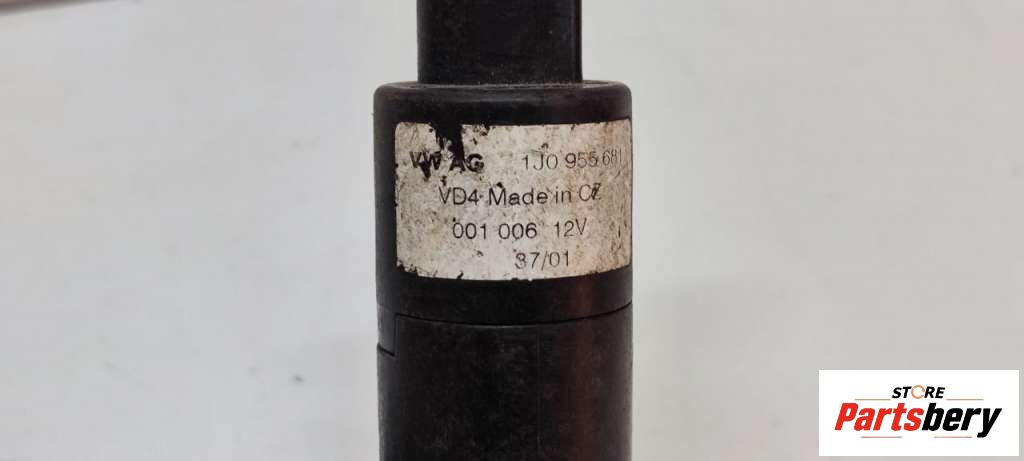 VW AG 1J0 955 681
VD4 Made in CZ
001 006 12V
37/01
STORE
Partsbery